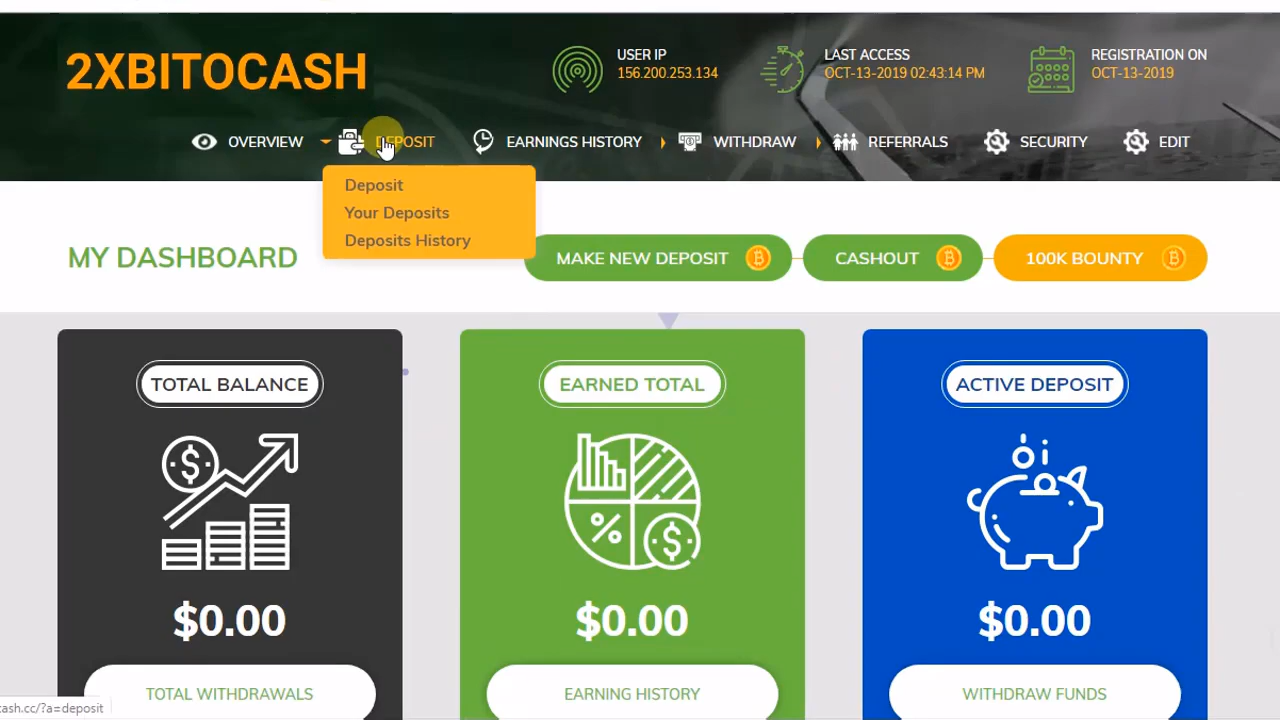 2XBITOCASH
USER IP
156.200.253.134
LAST ACCESS
OCT-13-2019 02:43:14 PM
REGISTRATION ON
OCT-13-2019
OVERVIEW
DEPOSIT
EARNINGS HISTORY
WITHDRAW
REFERRALS
SECURITY
EDIT
Deposit
Your Deposits
Deposits History
MY DASHBOARD
MAKE NEW DEPOSIT
CASHOUT
100K BOUNTY
TOTAL BALANCE
$0.00
TOTAL WITHDRAWALS
EARNED TOTAL
$0.00
EARNING HISTORY
ACTIVE DEPOSIT
$0.00
WITHDRAW FUNDS
cash.cc/?a=deposit